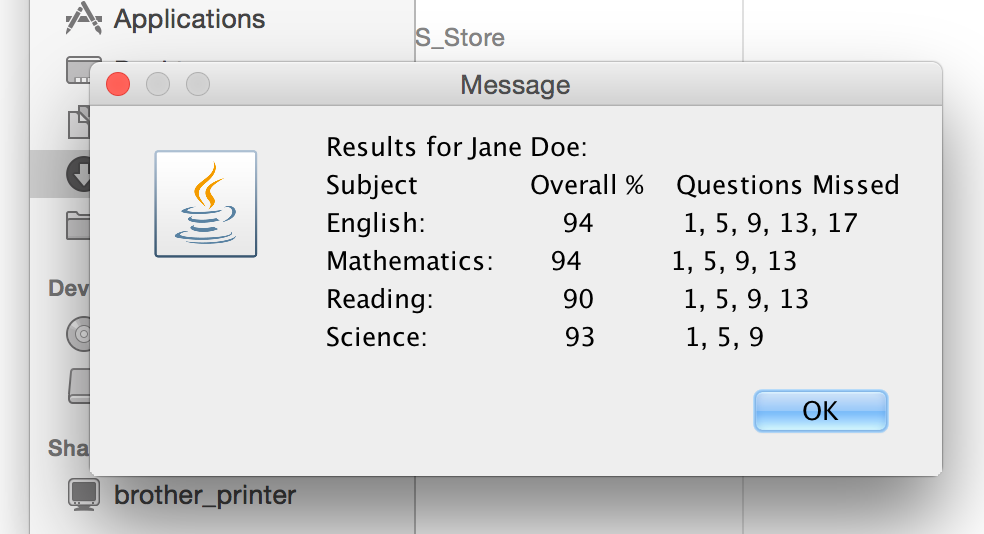 Applications
S_Store
Message
Results for Jane Doe:
Subject Overall % Questions Missed
English: 94 1, 5, 9, 13, 17
Mathematics: 94 1, 5, 9, 13
Reading: 90 1, 5, 9, 13
Science: 93 1, 5, 9
Dev
OK
Sha
brother_printer